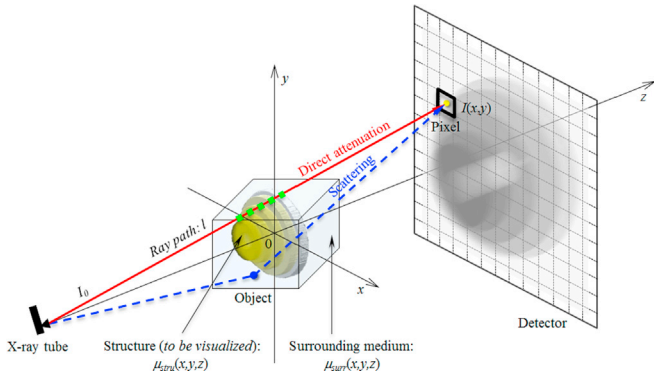 y
z
I(x,y)
Pixel
Direct attenuation
Scattering
Ray path: l
0
I0
x
Object
X-ray tube
Detector
Structure (to be visualized):
μstru(x,y,z)
Surrounding medium:
μsurr(x,y,z)